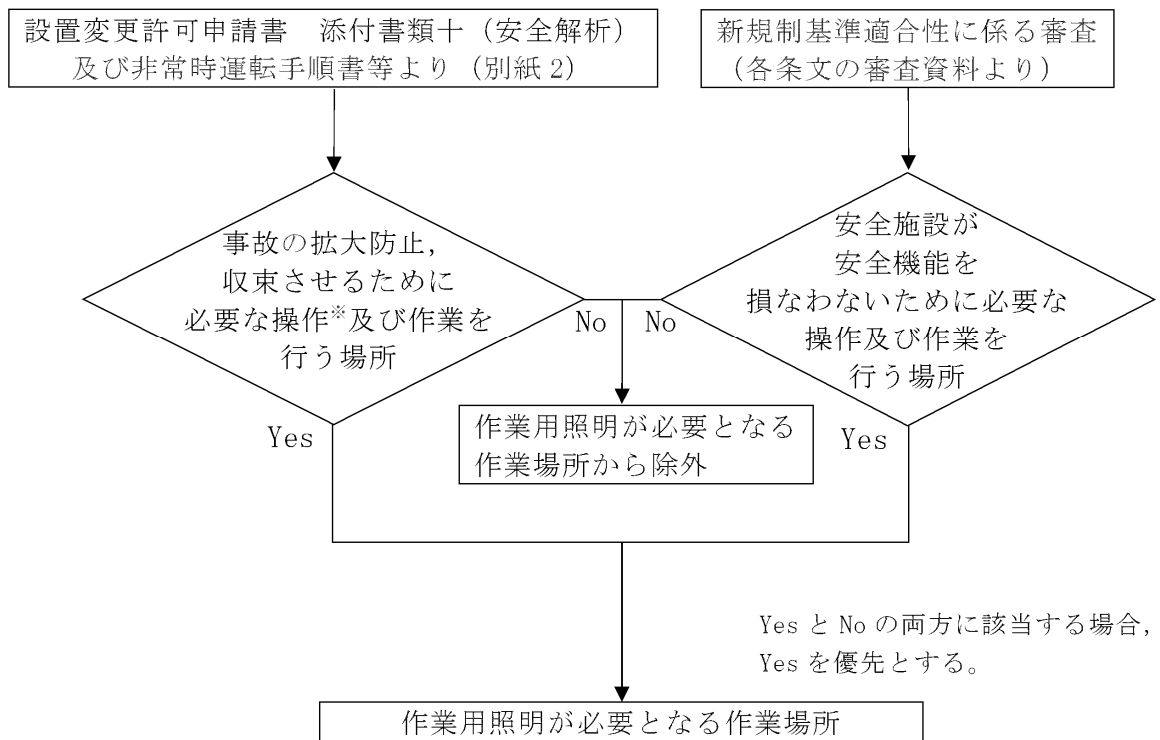 設置変更許可申請書　添付書類十（安全解析）
及び非常時運転手順書等より（別紙2）
新規制基準適合性に係る審査
（各条文の審査資料より）
事故の拡大防止，
収束させるために
必要な操作※及び作業を
行う場所
安全施設が
安全機能を
損なわないために必要な
操作及び作業を
行う場所
No
No
作業用照明が必要となる
作業場所から除外
Yes
Yes
Yes と No の両方に該当する場合，
Yes を優先とする。
作業用照明が必要となる作業場所